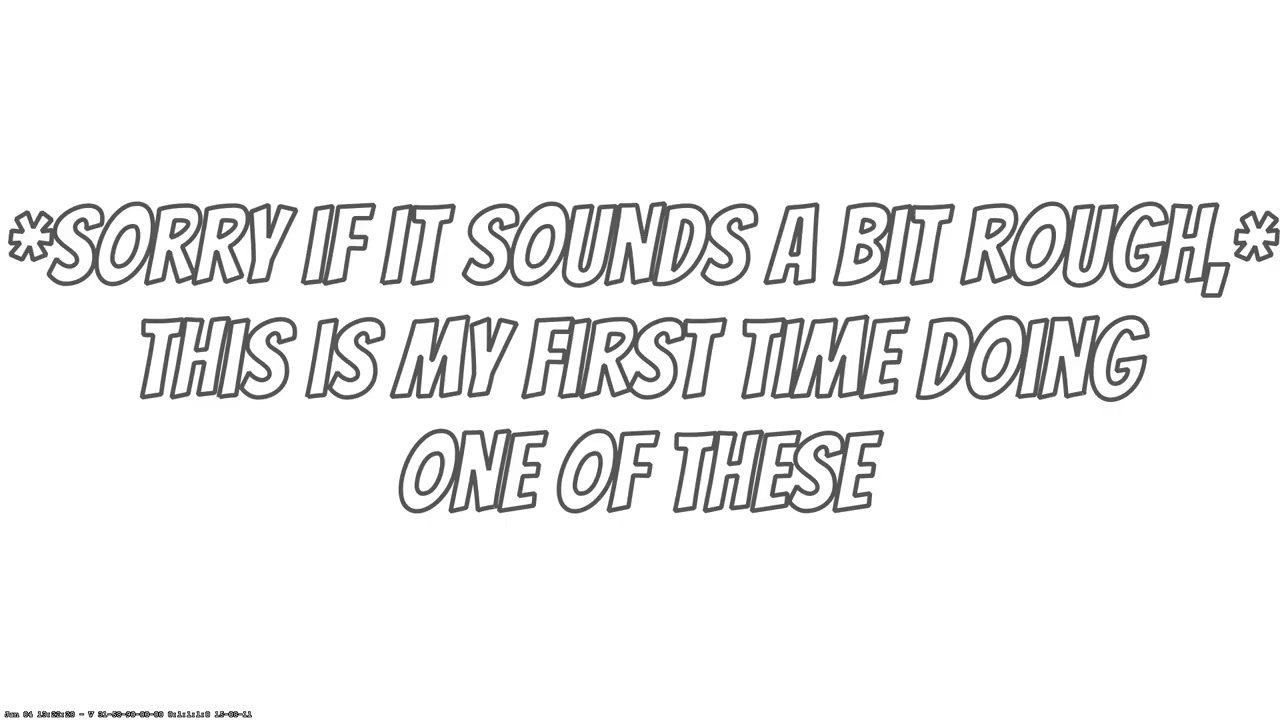 *SORRY IF IT SOUNDS A BIT ROUGH,*
THIS IS MY FIRST TIME DOING
ONE OF THESE